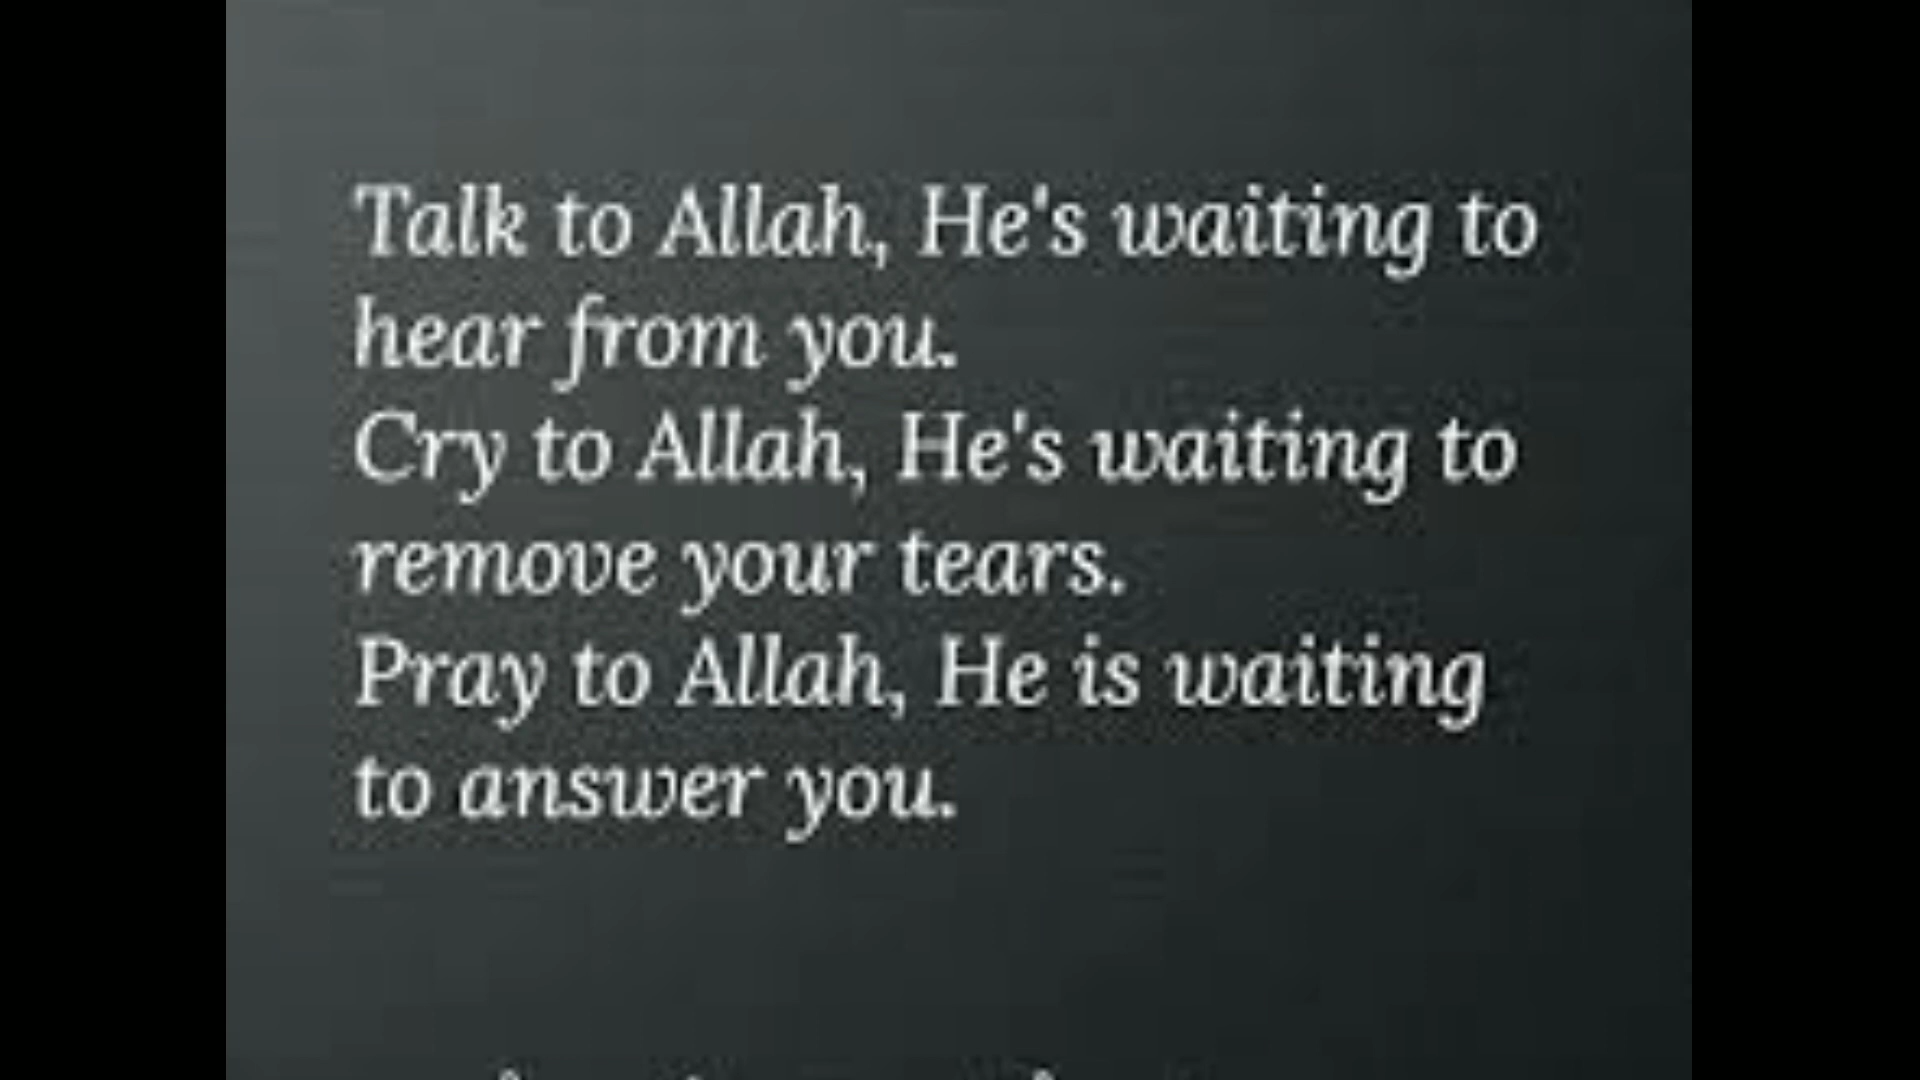 Talk to Allah, He's waiting to
hear from you.
Cry to Allah, He's waiting to
remove your tears.
Pray to Allah, He is waiting
to answer you.